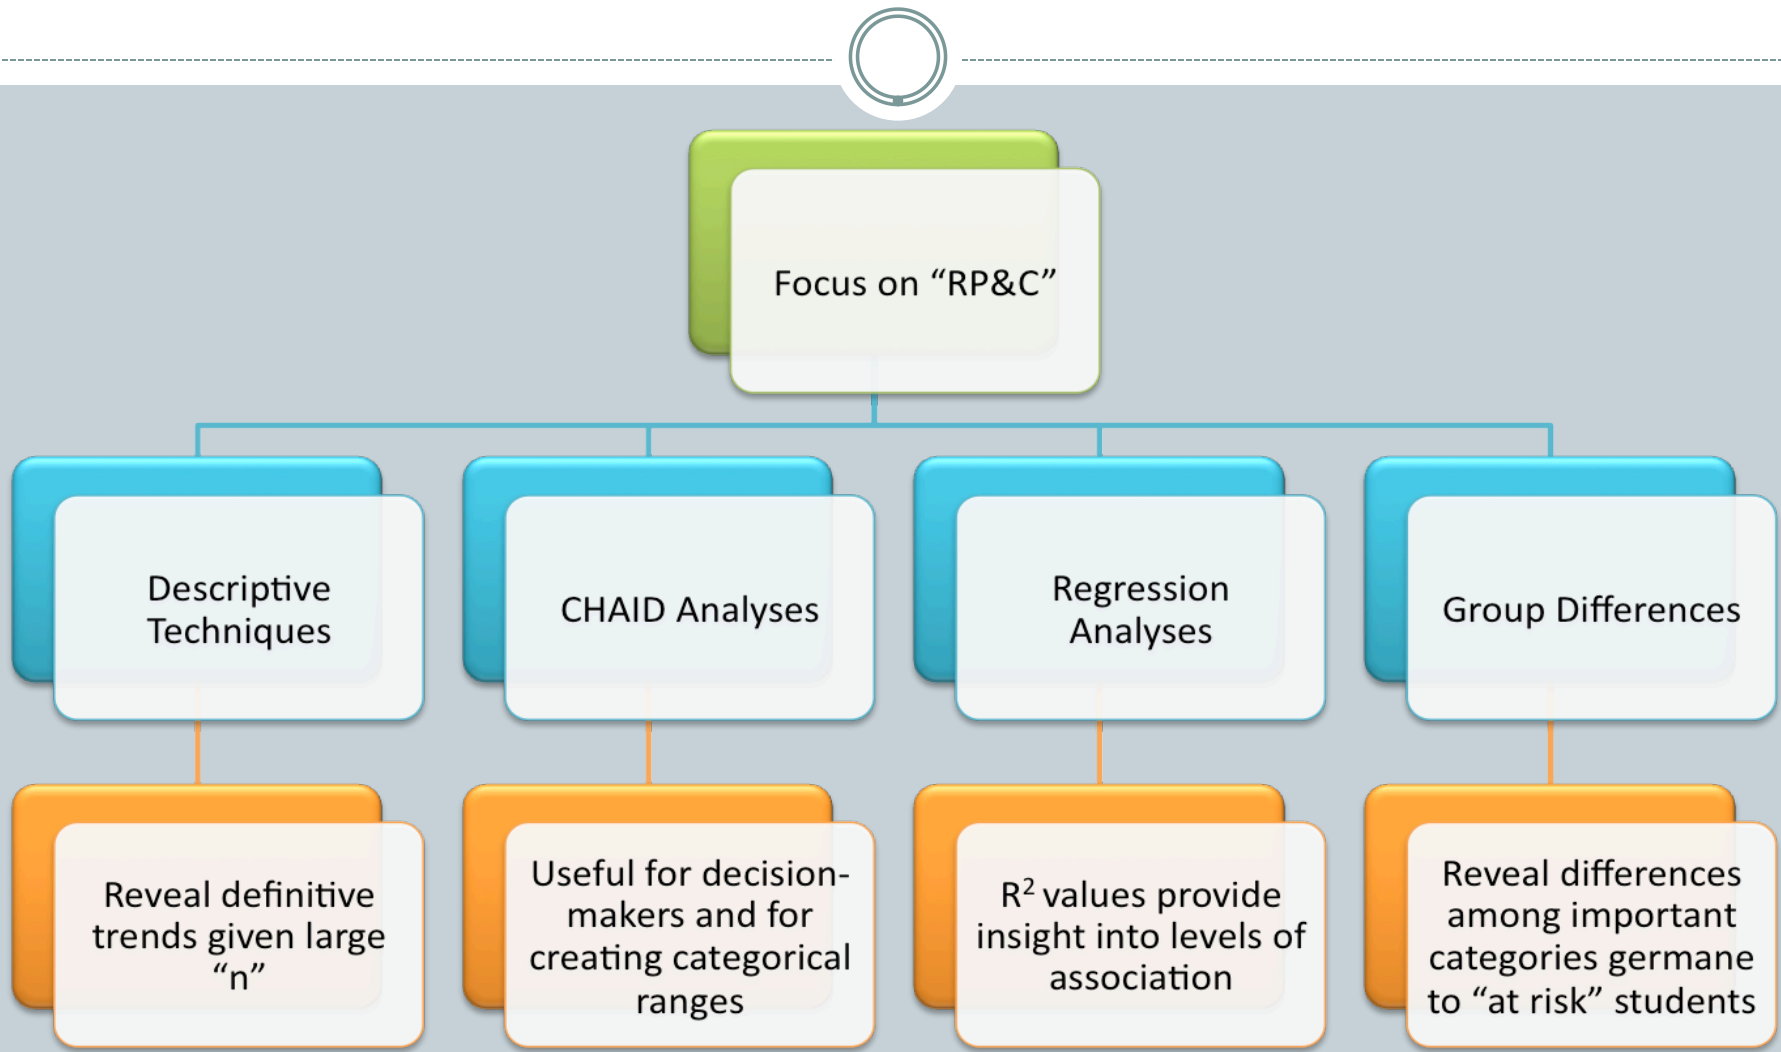 Focus on “RP&C”
Descriptive
Techniques
CHAID Analyses
Regression
Analyses
Group Differences
Reveal definitive
trends given large
“n”
Useful for decision-
makers and for
creating categorical
ranges
R² values provide
insight into levels of
association
Reveal differences
among important
categories germane
to “at risk” students